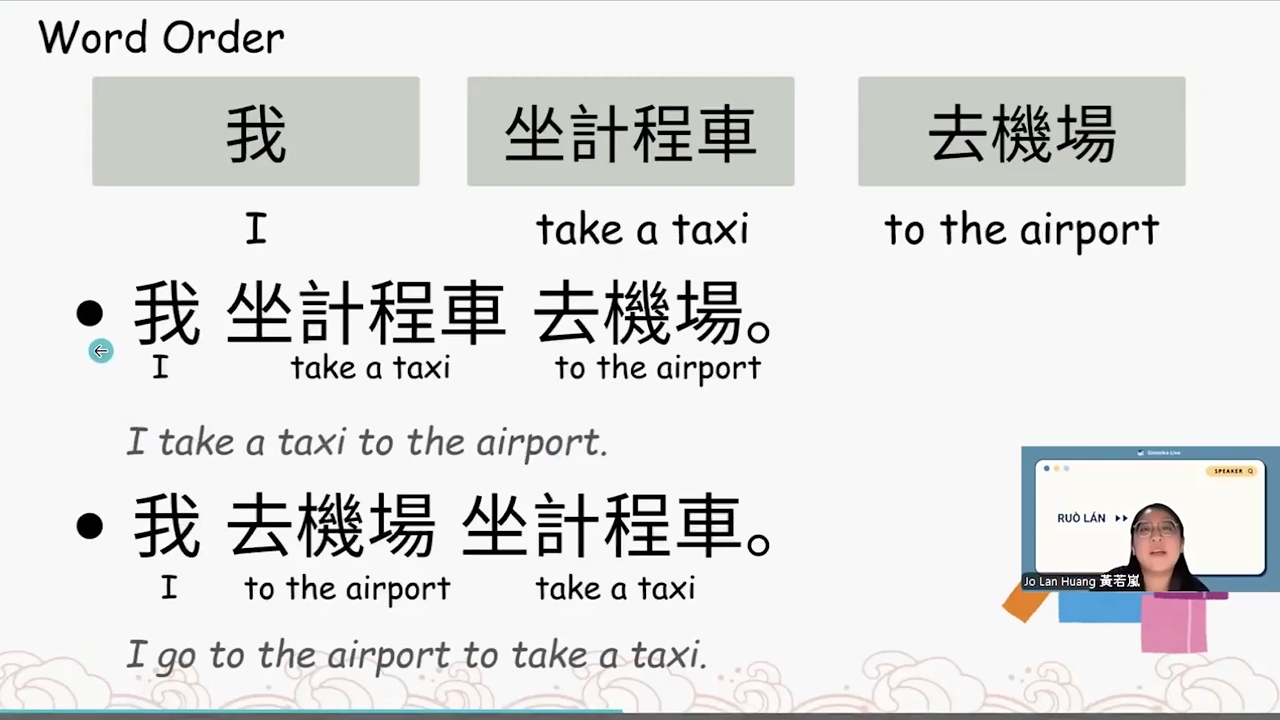 Word Order
我 坐計程車 去機場
I take a taxi to the airport
我 坐計程車 去機場。
I take a taxi to the airport
I take a taxi to the airport.
我 去機場 坐計程車。
I to the airport take a taxi
I go to the airport to take a taxi.
Glossika Live
SPEAKER
RUÒ LÁN
Jo Lan Huang 黃若嵐